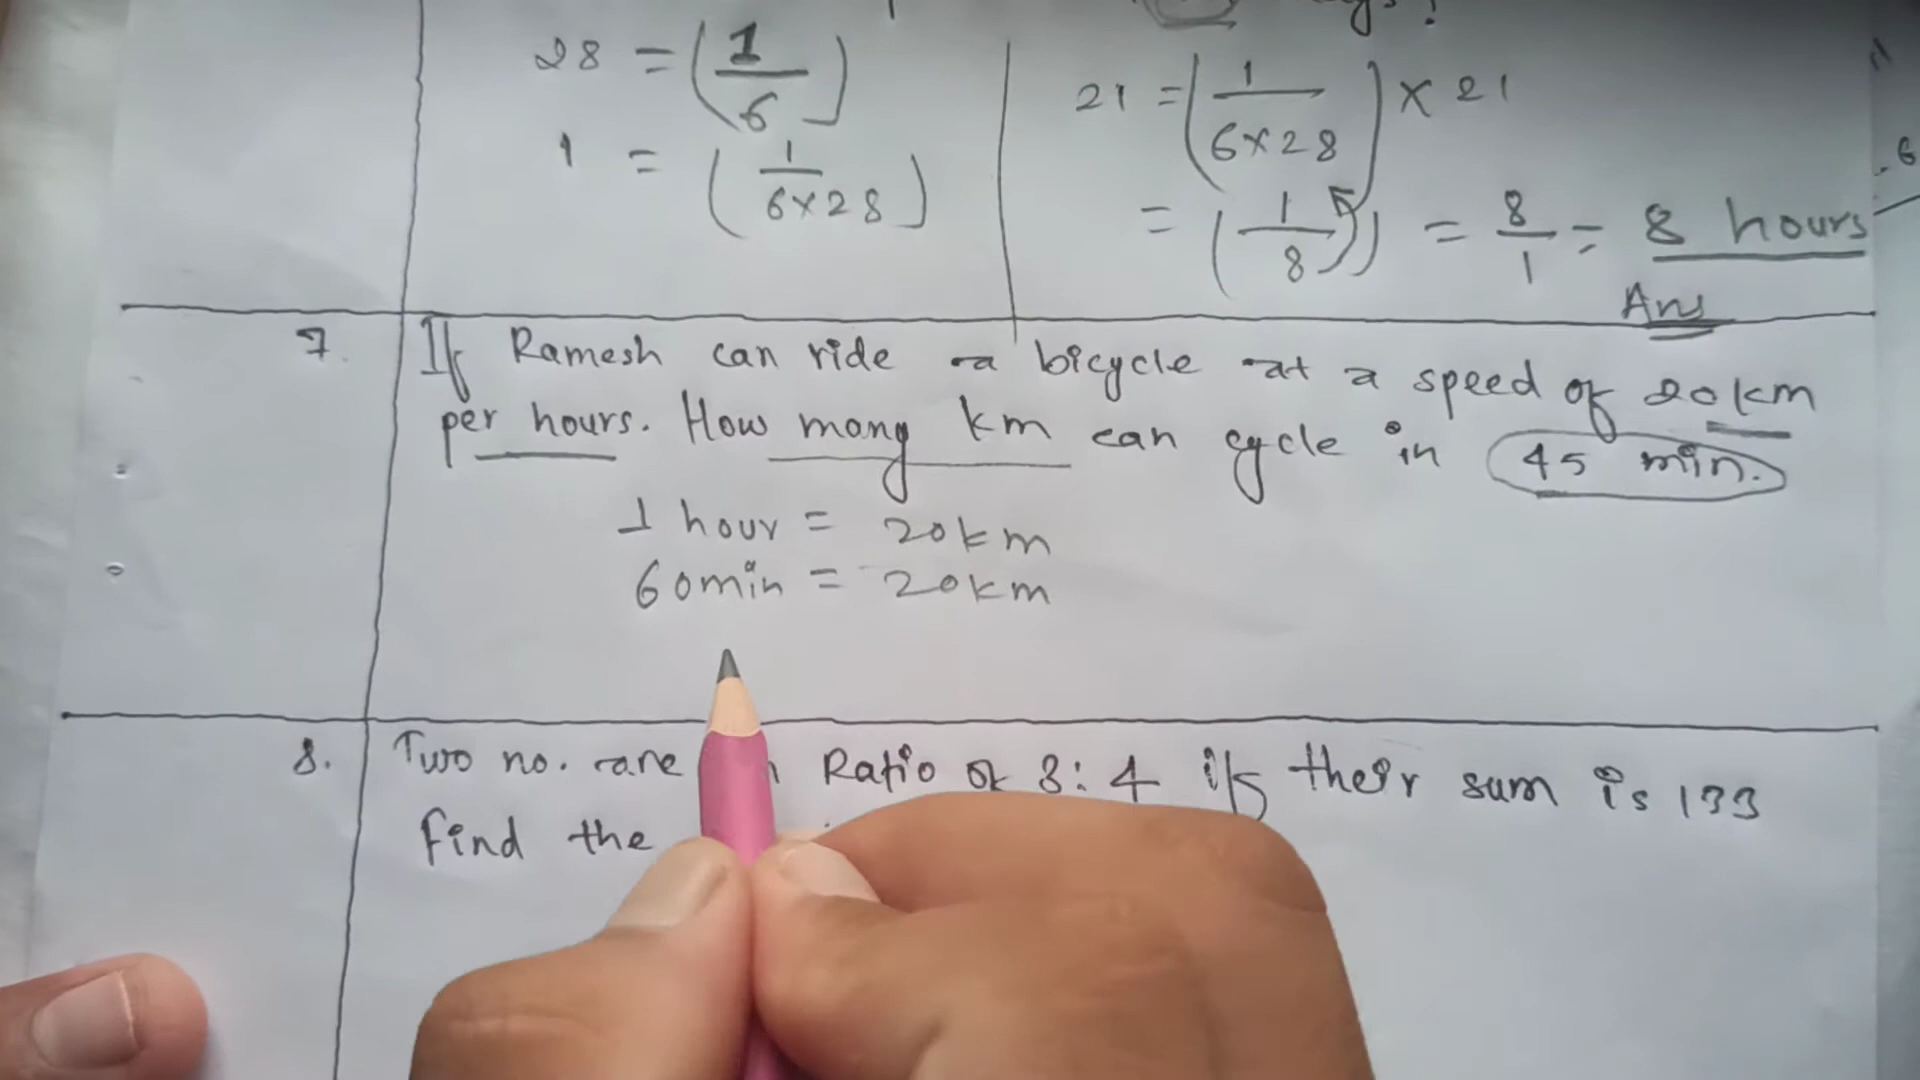 28 = (1/6)
1 = (1/6×28)
21 = (1/6×28) × 21
= (1/8) = 8/1 = 8 hours
Ans
7. If Ramesh can ride a bicycle at a speed of 20km
per hours. How many km can cycle in 45 min.
1 hour = 20km
60min = 20km
8. Two no. are Ratio of 3:4 if their sum is 133
find the